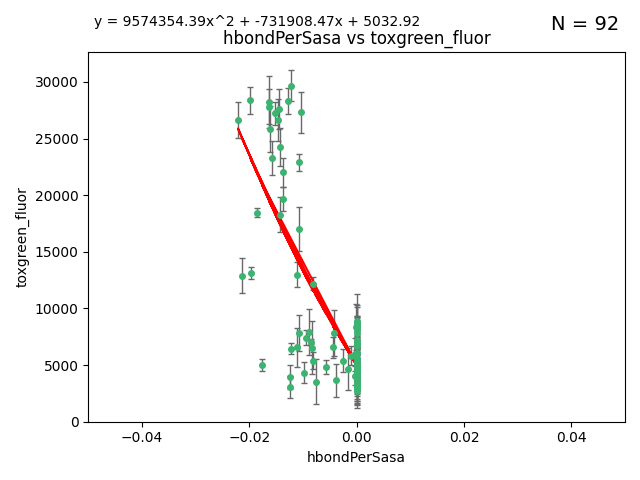 y = 9574354.39x^2 + -731908.47x + 5032.92
N = 92
hbondPerSasa vs toxgreen_fluor
30000
25000
20000
15000
10000
5000
0
toxgreen_fluor
−0.04
−0.02
0.00
0.02
0.04
hbondPerSasa